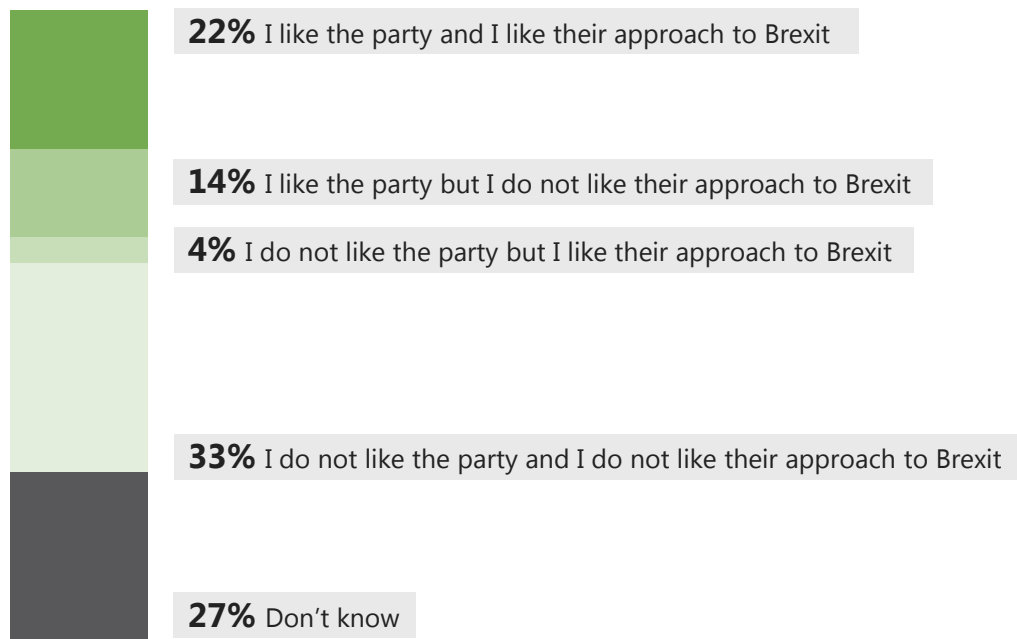 22% I like the party and I like their approach to Brexit
14% I like the party but I do not like their approach to Brexit
4% I do not like the party but I like their approach to Brexit
33% I do not like the party and I do not like their approach to Brexit
27% Don’t know